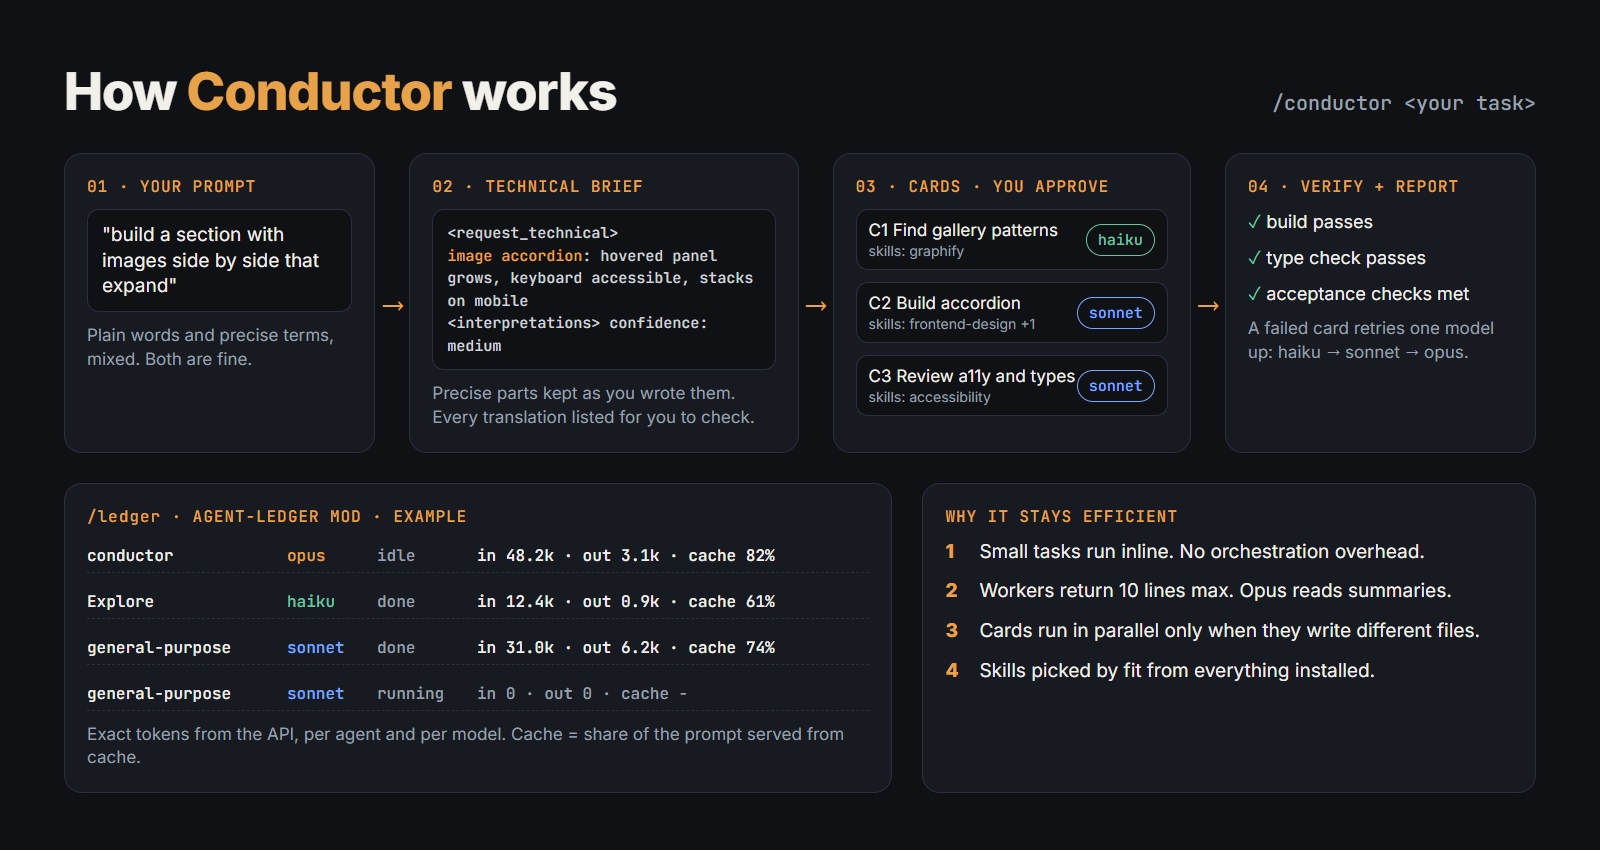 How Conductor works
/conductor <your task>
01 · YOUR PROMPT
"build a section with
images side by side that
expand"
Plain words and precise terms,
mixed. Both are fine.
→
02 · TECHNICAL BRIEF
<request_technical>
image accordion: hovered panel
grows, keyboard accessible, stacks
on mobile
<interpretations> confidence:
medium
Precise parts kept as you wrote them.
Every translation listed for you to check.
→
03 · CARDS · YOU APPROVE
C1 Find gallery patterns
skills: graphify
haiku
C2 Build accordion
skills: frontend-design +1
sonnet
C3 Review a11y and types
skills: accessibility
sonnet
→
04 · VERIFY + REPORT
✓ build passes
✓ type check passes
✓ acceptance checks met
A failed card retries one model
up: haiku → sonnet → opus.
/ledger · AGENT-LEDGER MOD · EXAMPLE
conductor opus idle in 48.2k · out 3.1k · cache 82%
Explore haiku done in 12.4k · out 0.9k · cache 61%
general-purpose sonnet done in 31.0k · out 6.2k · cache 74%
general-purpose sonnet running in 0 · out 0 · cache -
Exact tokens from the API, per agent and per model. Cache = share of the prompt served from
cache.
WHY IT STAYS EFFICIENT
1 Small tasks run inline. No orchestration overhead.
2 Workers return 10 lines max. Opus reads summaries.
3 Cards run in parallel only when they write different files.
4 Skills picked by fit from everything installed.